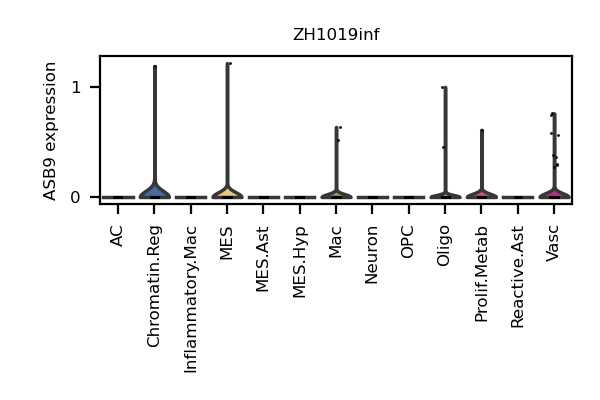 ZH1019inf
ASB9 expression
1
0
AC
Chromatin.Reg
Inflammatory.Mac
MES
MES.Ast
MES.Hyp
Mac
Neuron
OPC
Oligo
Prolif.Metab
Reactive.Ast
Vasc